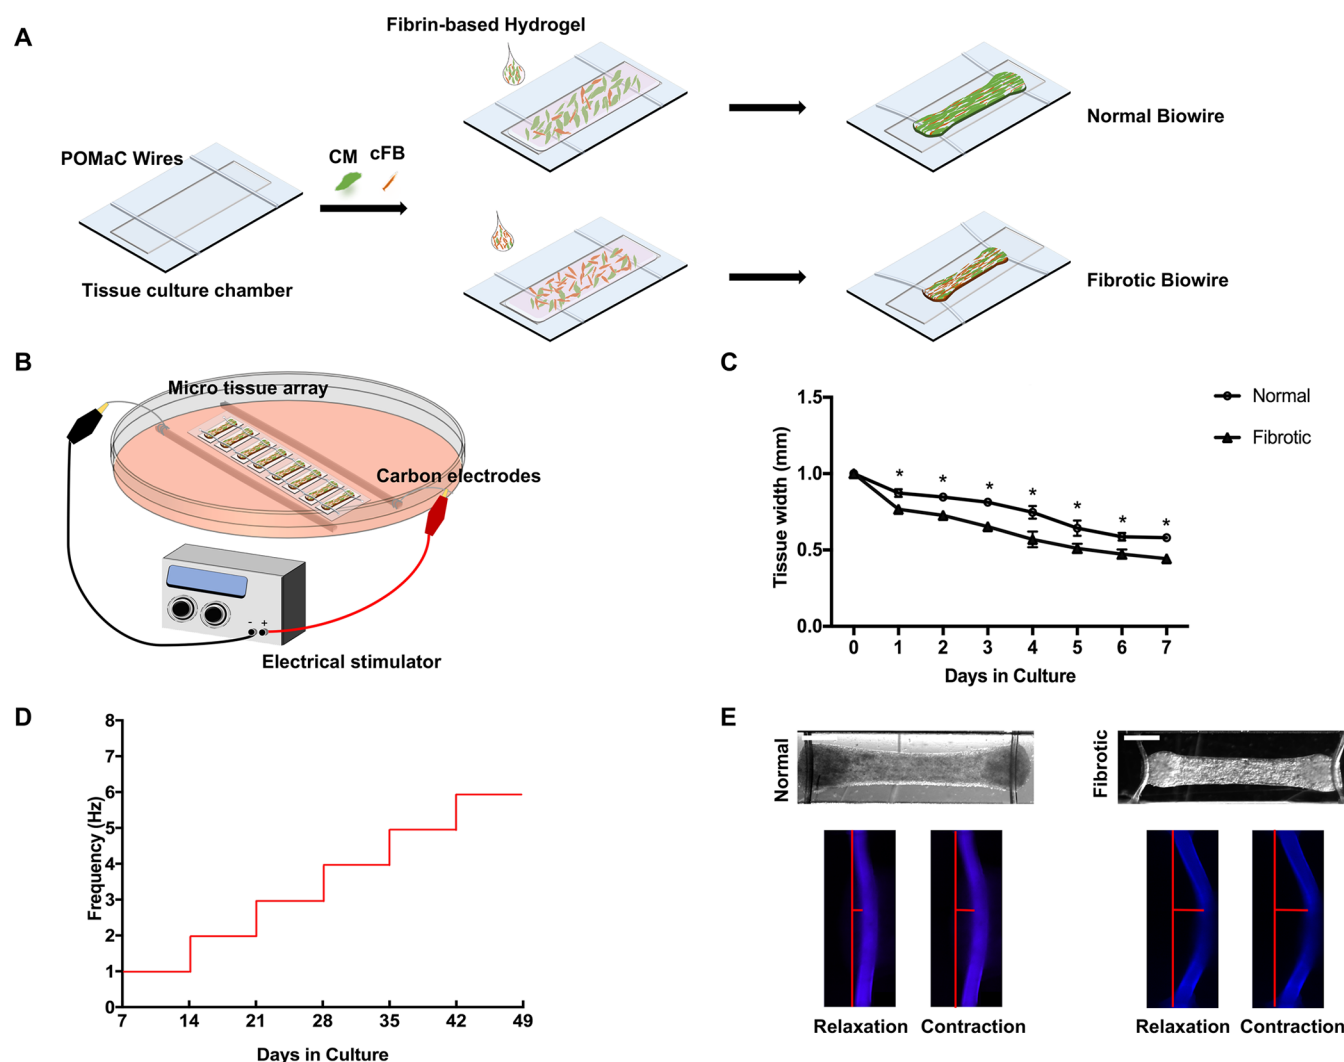 A
Fibrin-based Hydrogel
POMaC Wires
CM
cFB
Normal Biowire
Tissue culture chamber
Fibrotic Biowire
B
Micro tissue array
Carbon electrodes
- +
Electrical stimulator
C
Tissue width (mm)
1.5
1.0
0.5
0.0
* * * * * * *
Normal
Fibrotic
0 1 2 3 4 5 6 7
Days in Culture
D
Frequency (Hz)
8
7
6
5
4
3
2
1
0
7 14 21 28 35 42 49
Days in Culture
E
Normal
Fibrotic
Relaxation Contraction
Relaxation Contraction